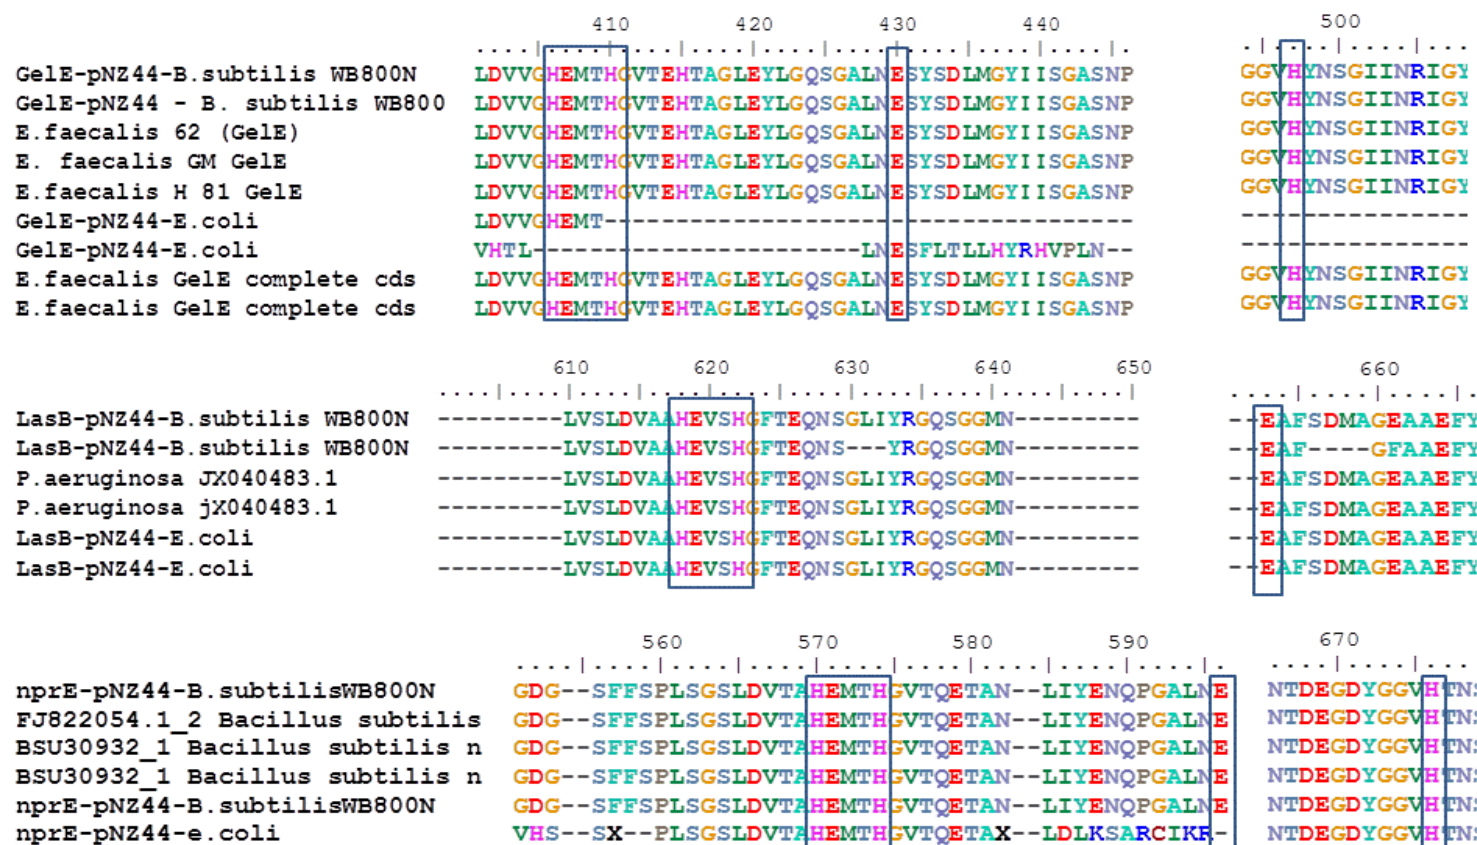 410 420 430 440 500
GelE-pNZ44-B.subtilis WB800N LDVVGHEMTHGVTEHTAGLEYLGQSGALNESYSDLMGYIISGASNP GGVHYNSGIINRIGY
GelE-pNZ44 - B. subtilis WB800 LDVVGHEMTHGVTEHTAGLEYLGQSGALNESYSDLMGYIISGASNP GGVHYNSGIINRIGY
E.faecalis 62 (GelE) LDVVGHEMTHGVTEHTAGLEYLGQSGALNESYSDLMGYIISGASNP GGVHYNSGIINRIGY
E. faecalis GM GelE LDVVGHEMTHGVTEHTAGLEYLGQSGALNESYSDLMGYIISGASNP GGVHYNSGIINRIGY
E.faecalis H 81 GelE LDVVGHEMTHGVTEHTAGLEYLGQSGALNESYSDLMGYIISGASNP GGVHYNSGIINRIGY
GelE-pNZ44-E.coli LDVVGHEMT------------------------------------- ---------------
GelE-pNZ44-E.coli VHTL-----------------------LNESFLTLLHYRHVPLN-- ---------------
E.faecalis GelE complete cds LDVVGHEMTHGVTEHTAGLEYLGQSGALNESYSDLMGYIISGASNP GGVHYNSGIINRIGY
E.faecalis GelE complete cds LDVVGHEMTHGVTEHTAGLEYLGQSGALNESYSDLMGYIISGASNP GGVHYNSGIINRIGY
610 620 630 640 650 660
LasB-pNZ44-B.subtilis WB800N ---------LVSLDVAAHEVSHGFTEQNSGLIYRGQSGGMN--------- --EAFSDMAGEAAEFY
LasB-pNZ44-B.subtilis WB800N ---------LVSLDVAAHEVSHGFTEQNS---YRGQSGGMN--------- --EAF----GFAAEFY
P.aeruginosa JX040483.1 ---------LVSLDVAAHEVSHGFTEQNSGLIYRGQSGGMN--------- --EAFSDMAGEAAEFY
P.aeruginosa jX040483.1 ---------LVSLDVAAHEVSHGFTEQNSGLIYRGQSGGMN--------- --EAFSDMAGEAAEFY
LasB-pNZ44-E.coli ---------LVSLDVAAHEVSHGFTEQNSGLIYRGQSGGMN--------- --EAFSDMAGEAAEFY
LasB-pNZ44-E.coli ---------LVSLDVAAHEVSHGFTEQNSGLIYRGQSGGMN--------- --EAFSDMAGEAAEFY
560 570 580 590 670
nprE-pNZ44-B.subtilisWB800N GDG--SFFSPLSGSLDVTAHEMTHGVTQETAN--LIYENQPGALNE NTDEGDYGGVHTNS
FJ822054.1_2 Bacillus subtilis GDG--SFFSPLSGSLDVTAHEMTHGVTQETAN--LIYENQPGALNE NTDEGDYGGVHTNS
BSU30932_1 Bacillus subtilis n GDG--SFFSPLSGSLDVTAHEMTHGVTQETAN--LIYENQPGALNE NTDEGDYGGVHTNS
BSU30932_1 Bacillus subtilis n GDG--SFFSPLSGSLDVTAHEMTHGVTQETAN--LIYENQPGALNE NTDEGDYGGVHTNS
nprE-pNZ44-B.subtilisWB800N GDG--SFFSPLSGSLDVTAHEMTHGVTQETAN--LIYENQPGALNE NTDEGDYGGVHTNS
nprE-pNZ44-e.coli VHS--SX--PLSGSLDVTAHEMTHGVTQETAX--LDLKSARCIKR- NTDEGDYGGVHTNS